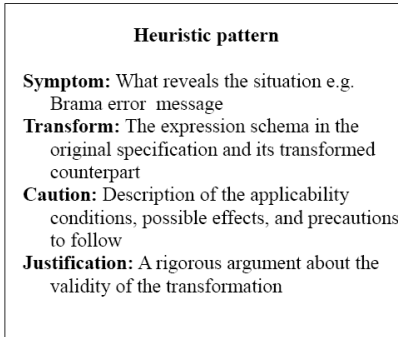 Heuristic pattern
Symptom: What reveals the situation e.g.
Brama error message
Transform: The expression schema in the
original specification and its transformed
counterpart
Caution: Description of the applicability
conditions, possible effects, and precautions
to follow
Justification: A rigorous argument about the
validity of the transformation